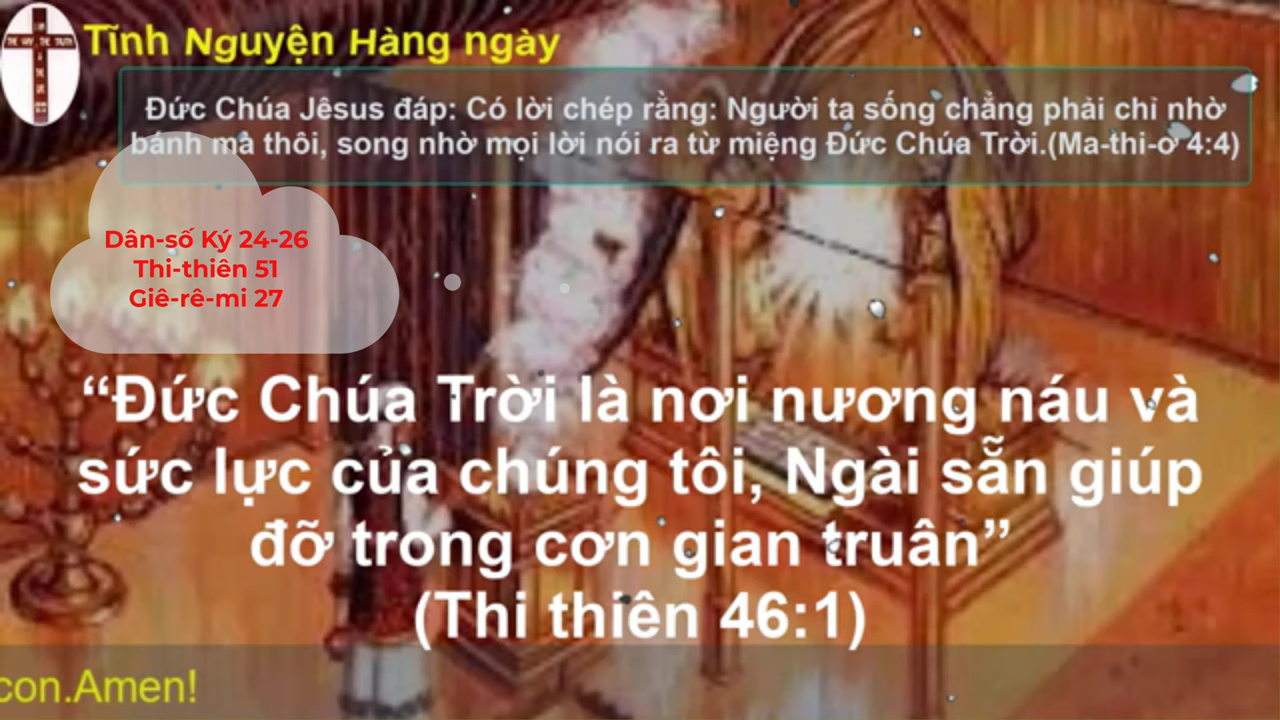 Tĩnh Nguyện Hàng ngày
Đức Chúa Jêsus đáp: Có lời chép rằng: Người ta sống chẳng phải chỉ nhờ
bánh mà thôi, song nhờ mọi lời nói ra từ miệng Đức Chúa Trời.(Ma-thi-ơ 4:4)
Dân-số Ký 24-26
Thi-thiên 51
Giê-rê-mi 27
“Đức Chúa Trời là nơi nương náu và
sức lực của chúng tôi, Ngài sẵn giúp
đỡ trong cơn gian truân”
(Thi thiên 46:1)
con.Amen!